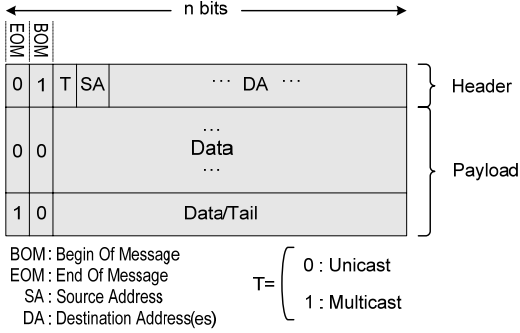 n bits
EOM BOM
0 1 T SA ... DA ... Header
...
0 0 Data
...
Payload
1 0 Data/Tail
BOM : Begin Of Message
EOM : End Of Message
SA : Source Address
DA : Destination Address(es)
T=
0 : Unicast
1 : Multicast